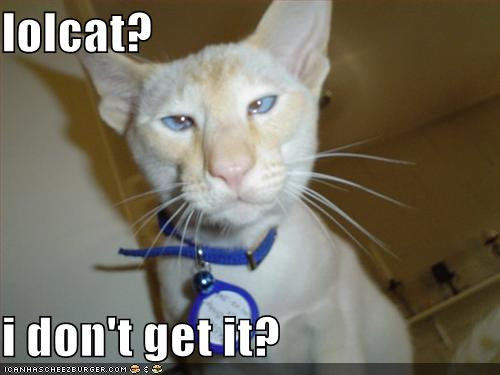 lolcat?
i don't get it?
ICANHASCHEEZBURGER.COM